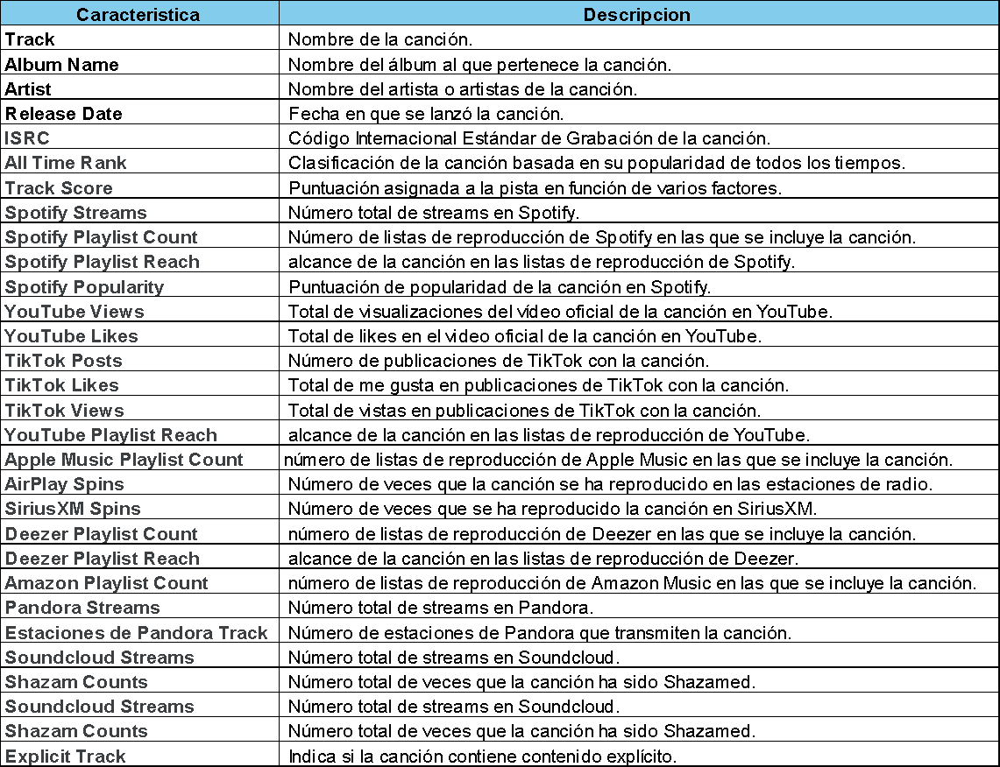 Caracteristica Descripcion
Track Nombre de la canción.
Album Name Nombre del álbum al que pertenece la canción.
Artist Nombre del artista o artistas de la canción.
Release Date Fecha en que se lanzó la canción.
ISRC Código Internacional Estándar de Grabación de la canción.
All Time Rank Clasificación de la canción basada en su popularidad de todos los tiempos.
Track Score Puntuación asignada a la pista en función de varios factores.
Spotify Streams Número total de streams en Spotify.
Spotify Playlist Count Número de listas de reproducción de Spotify en las que se incluye la canción.
Spotify Playlist Reach alcance de la canción en las listas de reproducción de Spotify.
Spotify Popularity Puntuación de popularidad de la canción en Spotify.
YouTube Views Total de visualizaciones del vídeo oficial de la canción en YouTube.
YouTube Likes Total de likes en el video oficial de la canción en YouTube.
TikTok Posts Número de publicaciones de TikTok con la canción.
TikTok Likes Total de me gusta en publicaciones de TikTok con la canción.
TikTok Views Total de vistas en publicaciones de TikTok con la canción.
YouTube Playlist Reach alcance de la canción en las listas de reproducción de YouTube.
Apple Music Playlist Count número de listas de reproducción de Apple Music en las que se incluye la canción.
AirPlay Spins Número de veces que la canción se ha reproducido en las estaciones de radio.
SiriusXM Spins Número de veces que se ha reproducido la canción en SiriusXM.
Deezer Playlist Count número de listas de reproducción de Deezer en las que se incluye la canción.
Deezer Playlist Reach alcance de la canción en las listas de reproducción de Deezer.
Amazon Playlist Count número de listas de reproducción de Amazon Music en las que se incluye la canción.
Pandora Streams Número total de streams en Pandora.
Estaciones de Pandora Track Número de estaciones de Pandora que transmiten la canción.
Soundcloud Streams Número total de streams en Soundcloud.
Shazam Counts Número total de veces que la canción ha sido Shazamed.
Soundcloud Streams Número total de streams en Soundcloud.
Shazam Counts Número total de veces que la canción ha sido Shazamed.
Explicit Track Indica si la canción contiene contenido explícito.